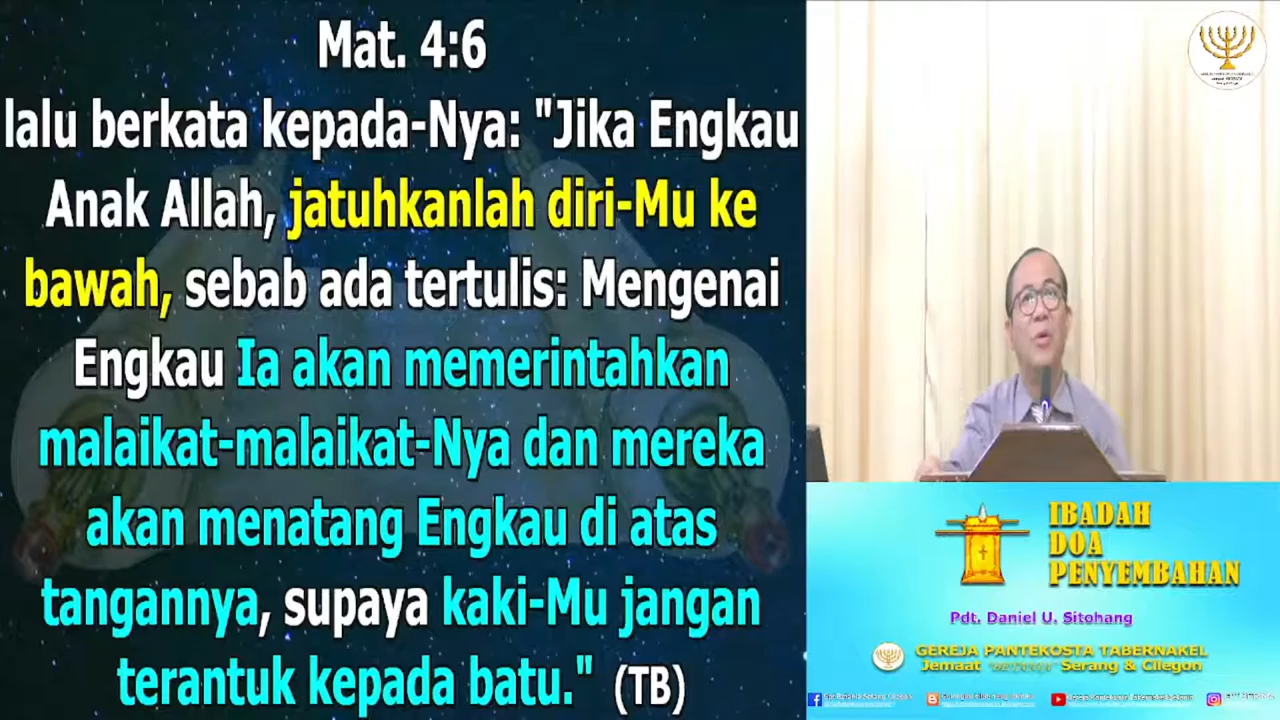 Mat. 4:6
lalu berkata kepada-Nya: "Jika Engkau
Anak Allah, jatuhkanlah diri-Mu ke
bawah, sebab ada tertulis: Mengenai
Engkau Ia akan memerintahkan
malaikat-malaikat-Nya dan mereka
akan menatang Engkau di atas
tangannya, supaya kaki-Mu jangan
terantuk kepada batu." (TB)
IBADAH
DOA
PENYEMBAHAN
Pdt. Daniel U. Sitohang
GEREJA PANTEKOSTA TABERNAKEL
Jemaat "BETHANIA" Serang & Cilegon